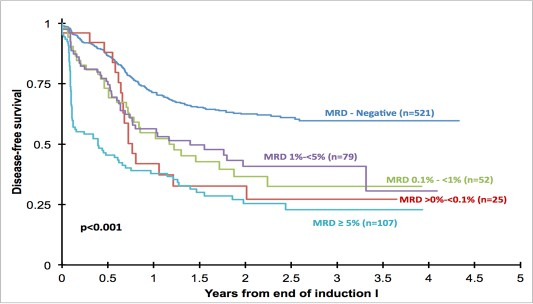 1
0.75
0.5
0.25
0
Disease-free survival
MRD - Negative (n=521)
MRD 1%-<5% (n=79)
MRD 0.1% - <1% (n=52)
MRD >0%-<0.1% (n=25)
MRD ≥ 5% (n=107)
p<0.001
0 0.5 1 1.5 2 2.5 3 3.5 4 4.5 5
Years from end of induction I